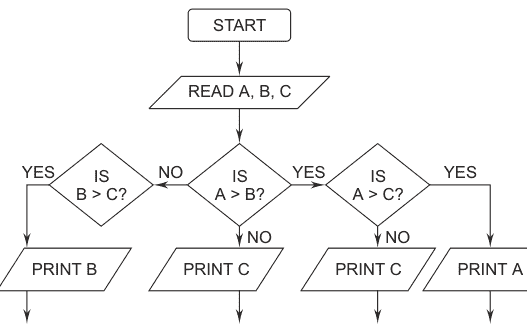 START
READ A, B, C
YES
IS
B > C?
NO
IS
A > B?
YES
IS
A > C?
YES
NO
NO
PRINT B
PRINT C
PRINT C
PRINT A